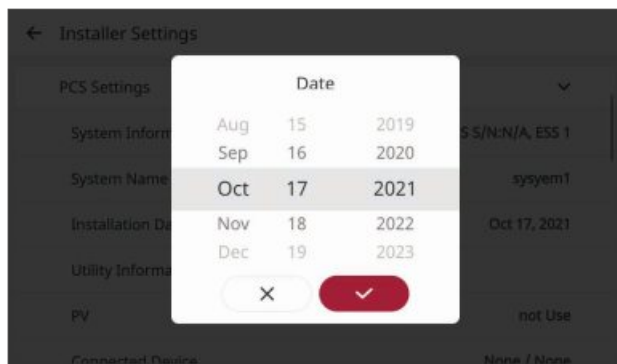 Installer Settings
Date
PCS Settings
Aug 15 2019
System Inform S S/N:N/A, ESS 1
Sep 16 2020
System Name sysyem1
Oct 17 2021
Installation Da Oct 17, 2021
Nov 18 2022
Dec 19 2023
Utility Informa
PV not Use
Connected Device None / None